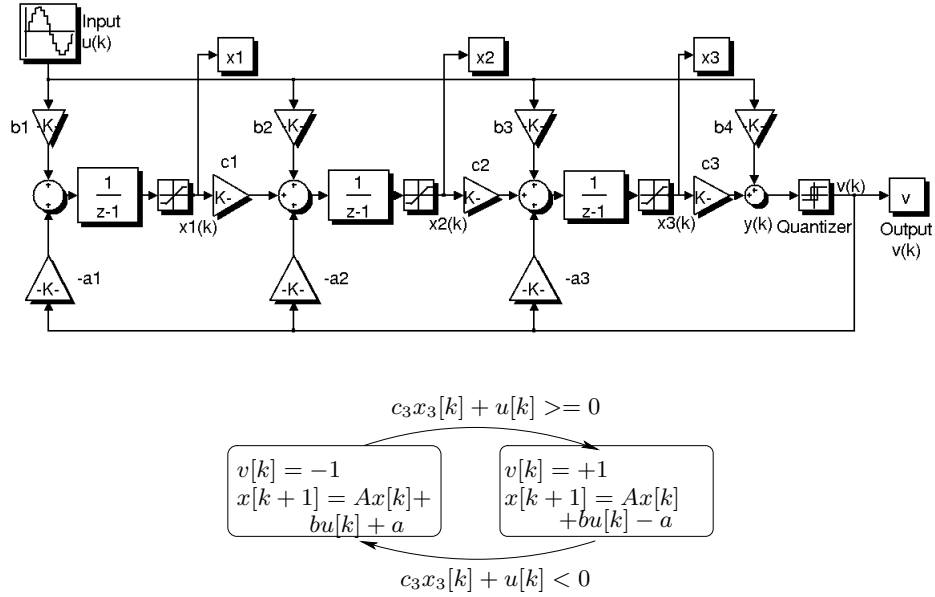 Input
u(k)
x1
x2
x3
b1
-K-
b2
-K-
b3
-K-
b4
-K-
c1
c2
c3
1
z-1
K-
1
z-1
K-
1
z-1
K-
v(k)
v
x1(k)
x2(k)
x3(k)
y(k)
Quantizer
Output
v(k)
-K-
-a1
-K-
-a2
-K-
-a3
c₃x₃[k] + u[k] >= 0
v[k] = −1
x[k + 1] = Ax[k]+
bu[k] + a
v[k] = +1
x[k + 1] = Ax[k]
+bu[k] − a
c₃x₃[k] + u[k] < 0